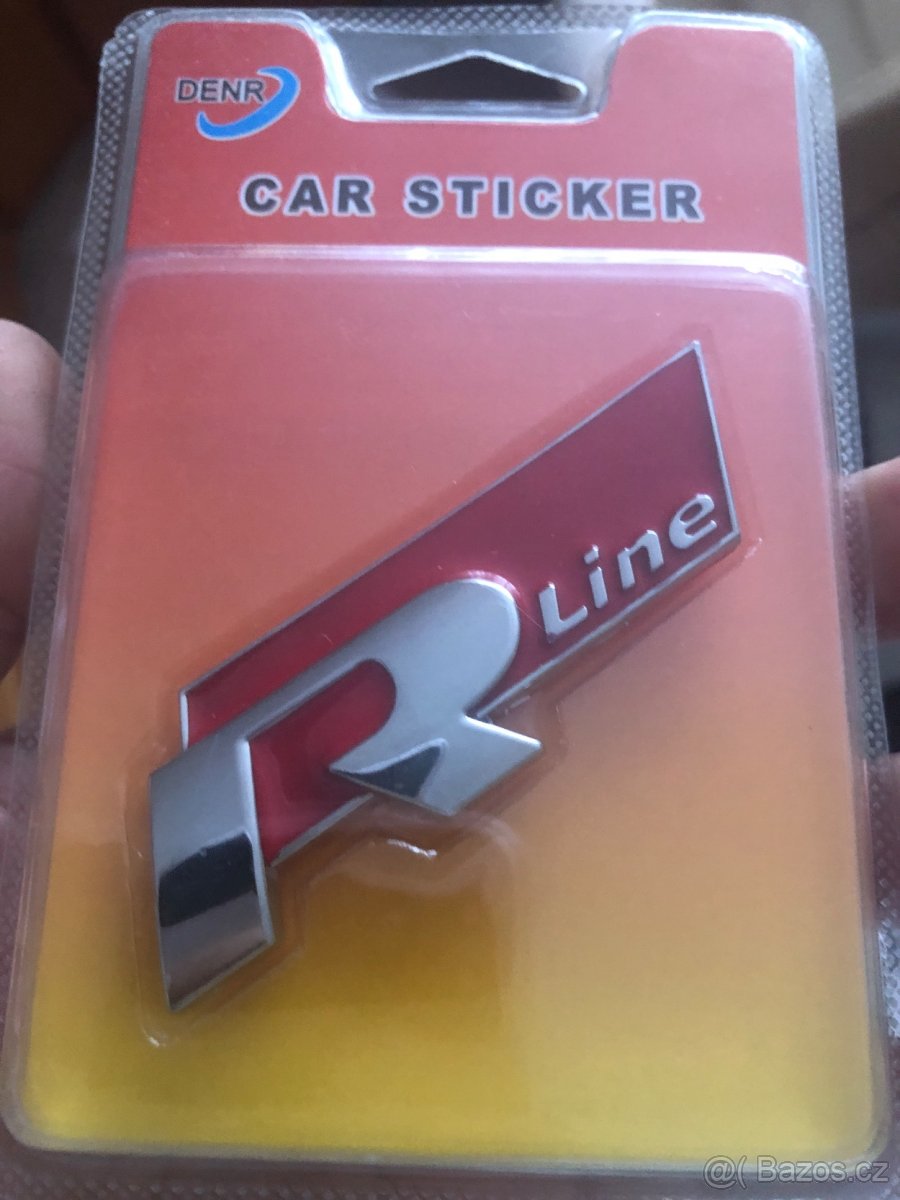 DENR
CAR STICKER
R Line
@( Bazos.cz